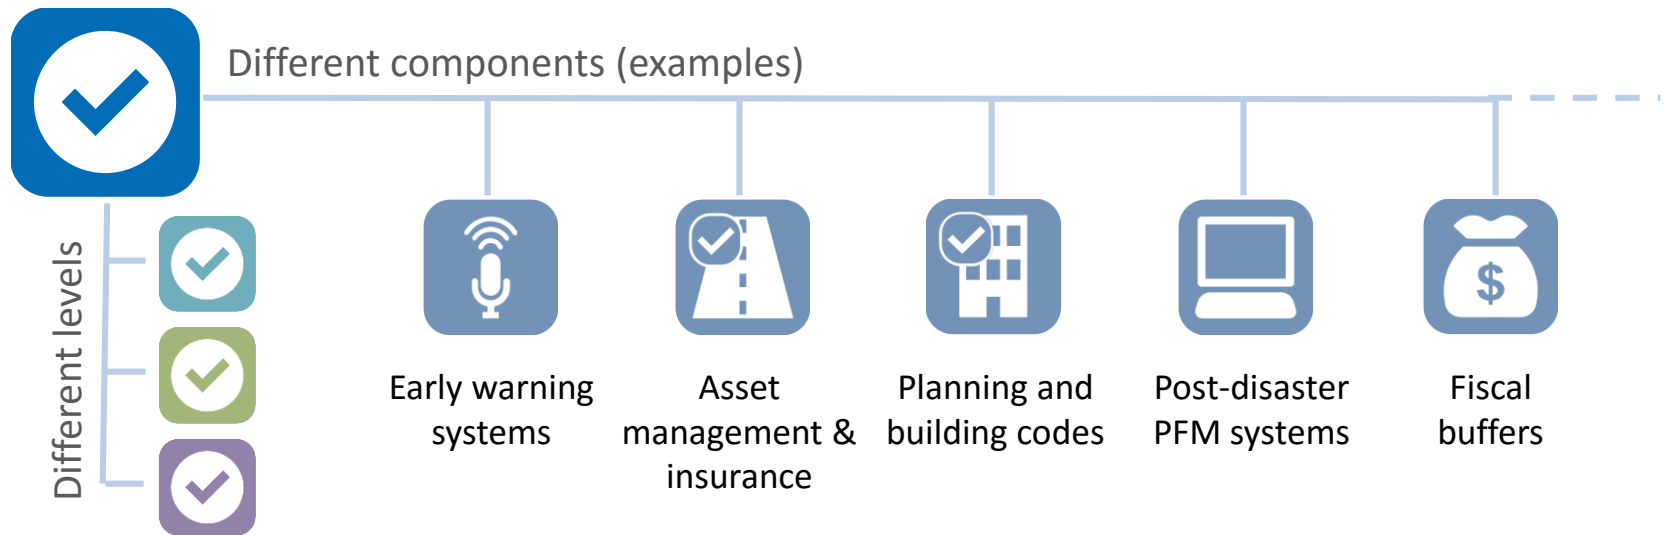 Different components (examples)
Different levels
Early warning
systems
Asset
management &
insurance
Planning and
building codes
Post-disaster
PFM systems
$
Fiscal
buffers